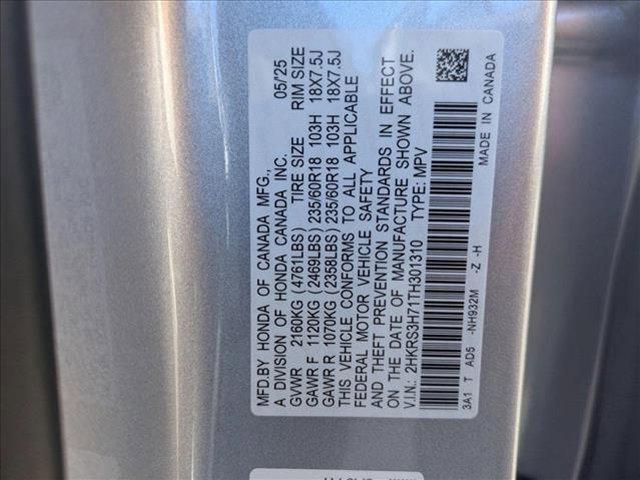 MFD.BY HONDA OF CANADA MFG., 05/25
A DIVISION OF HONDA CANADA INC.
GVWR 2160KG (4761LBS) TIRE SIZE RIM SIZE
GAWR F 1120KG (2469LBS) 235/60R18 103H 18X7.5J
GAWR R 1070KG (2358LBS) 235/60R18 103H 18X7.5J
THIS VEHICLE CONFORMS TO ALL APPLICABLE
FEDERAL MOTOR VEHICLE SAFETY
AND THEFT PREVENTION STANDARDS IN EFFECT
ON THE DATE OF MANUFACTURE SHOWN ABOVE.
V.I.N.: 2HKRS3H71TH301310 TYPE: MPV
3A1 T AD5 -NH932M -Z -H
MADE IN CANADA